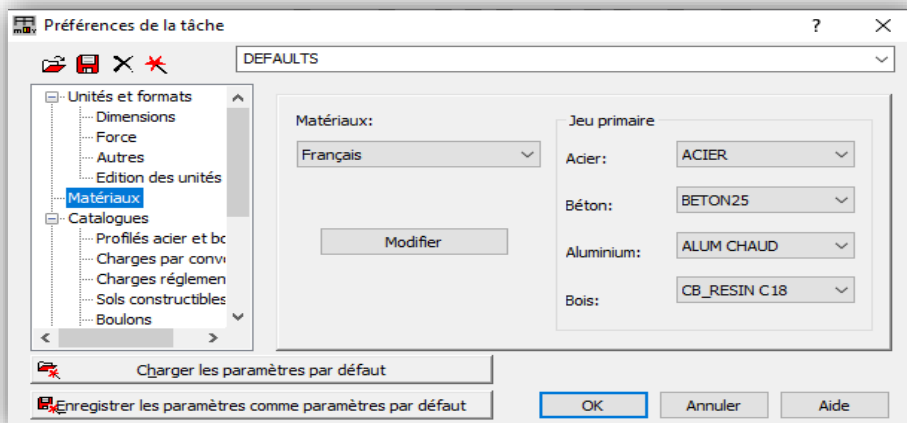 Préférences de la tâche
DEFAULTS
Unités et formats
Dimensions
Force
Autres
Edition des unités
Matériaux
Catalogues
Profilés acier et bo
Charges par conv
Charges réglemen
Sols constructibles
Boulons
Matériaux:
Français
Modifier
Jeu primaire
Acier: ACIER
Béton: BETON25
Aluminium: ALUM CHAUD
Bois: CB_RESIN C18
Charger les paramètres par défaut
Enregistrer les paramètres comme paramètres par défaut
OK Annuler Aide